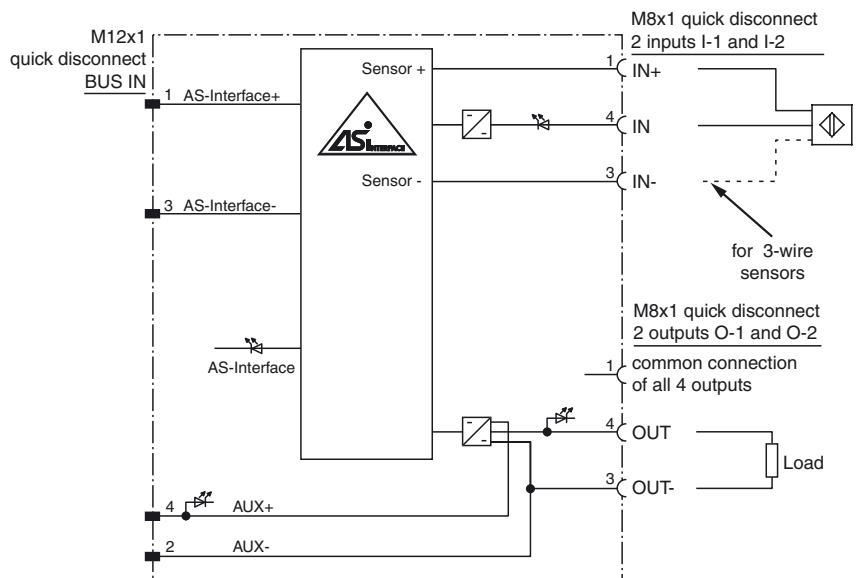 M12x1
quick disconnect
BUS IN
1 AS-Interface+
3 AS-Interface-
AS-Interface
4 AUX+
2 AUX-
Sensor +
ASi
INTERFACE
Sensor -
M8x1 quick disconnect
2 inputs I-1 and I-2
1 IN+
4 IN
3 IN-
for 3-wire
sensors
M8x1 quick disconnect
2 outputs O-1 and O-2
1 common connection
of all 4 outputs
4 OUT
Load
3 OUT-